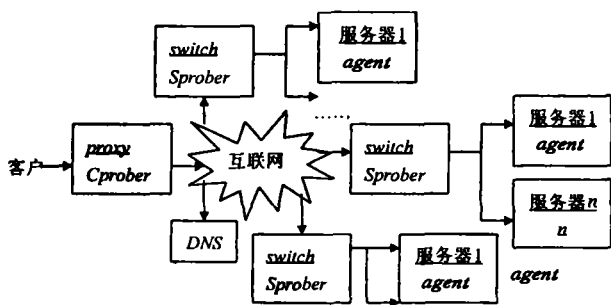 switch
Sprober
服务器1
agent
……
客户
proxy
Cprober
互联网
switch
Sprober
服务器1
agent
服务器n
n
DNS
switch
Sprober
服务器1
agent
agent